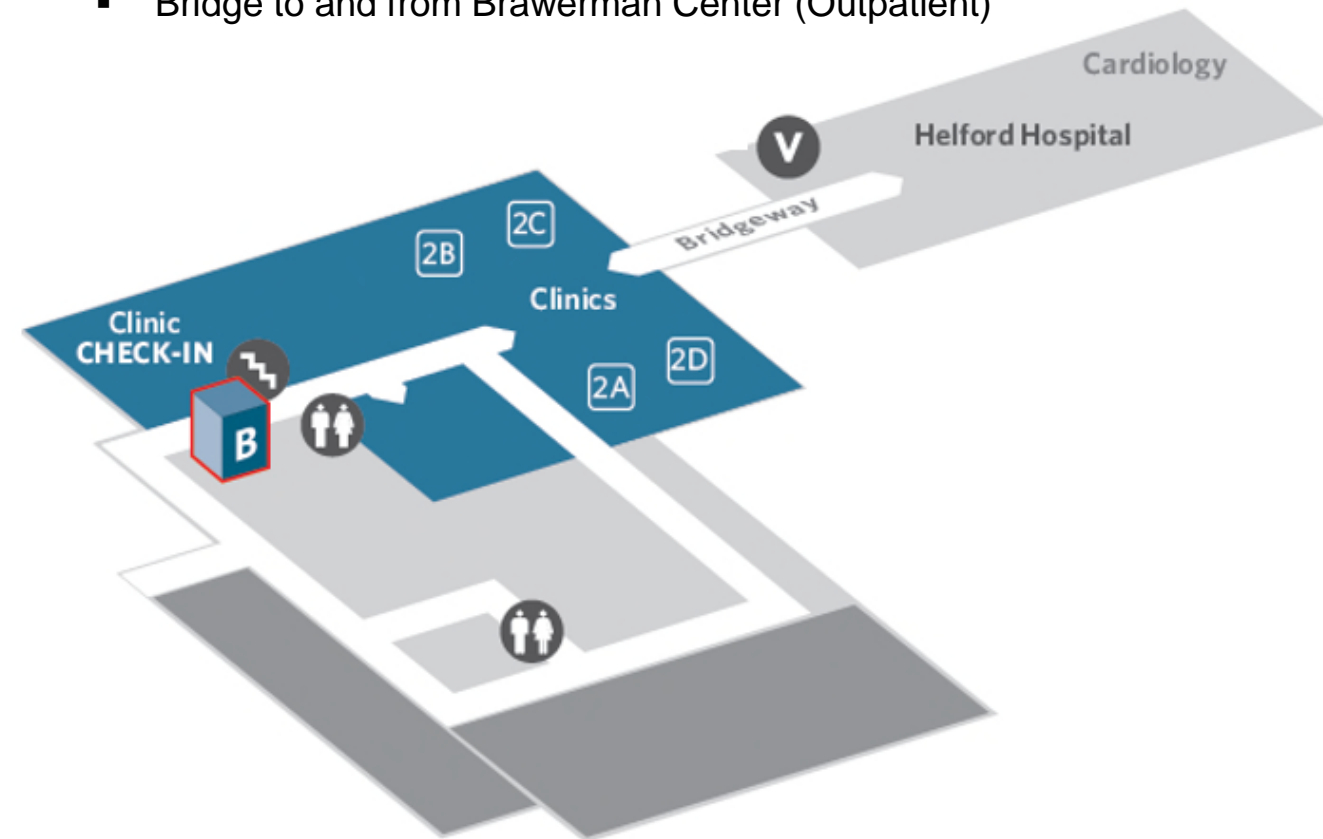 ▪ Bridge to and from Brawerman Center (Outpatient)
Cardiology
Helford Hospital
V
Bridgeway
2C
2B
Clinics
Clinic
CHECK-IN
2D
2A
B